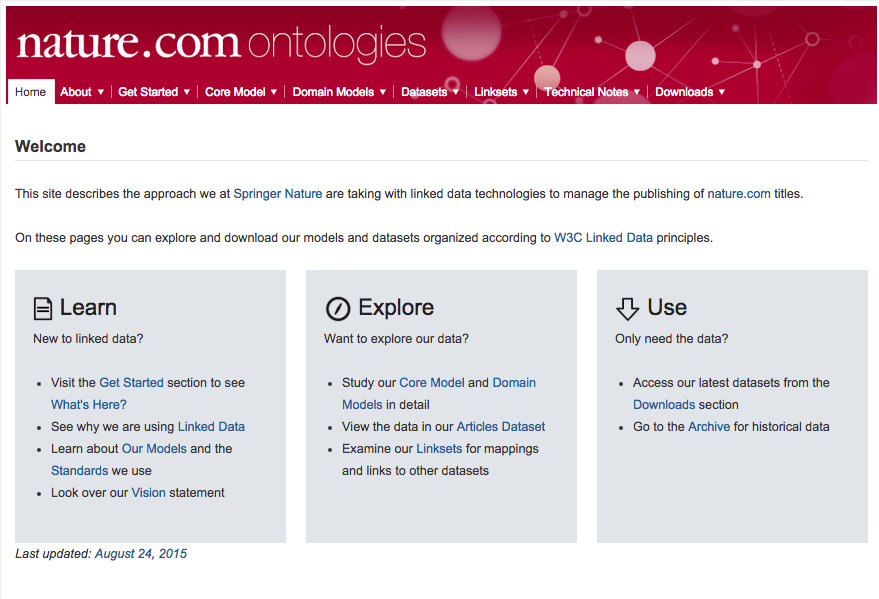 nature.com ontologies
Home About ▼ Get Started ▼ Core Model ▼ Domain Models ▼ Datasets ▼ Linksets ▼ Technical Notes ▼ Downloads ▼
Welcome
This site describes the approach we at Springer Nature are taking with linked data technologies to manage the publishing of nature.com titles.
On these pages you can explore and download our models and datasets organized according to W3C Linked Data principles.
Learn
New to linked data?
• Visit the Get Started section to see
What's Here?
• See why we are using Linked Data
• Learn about Our Models and the
Standards we use
• Look over our Vision statement
Explore
Want to explore our data?
• Study our Core Model and Domain
Models in detail
• View the data in our Articles Dataset
• Examine our Linksets for mappings
and links to other datasets
Use
Only need the data?
• Access our latest datasets from the
Downloads section
• Go to the Archive for historical data
Last updated: August 24, 2015